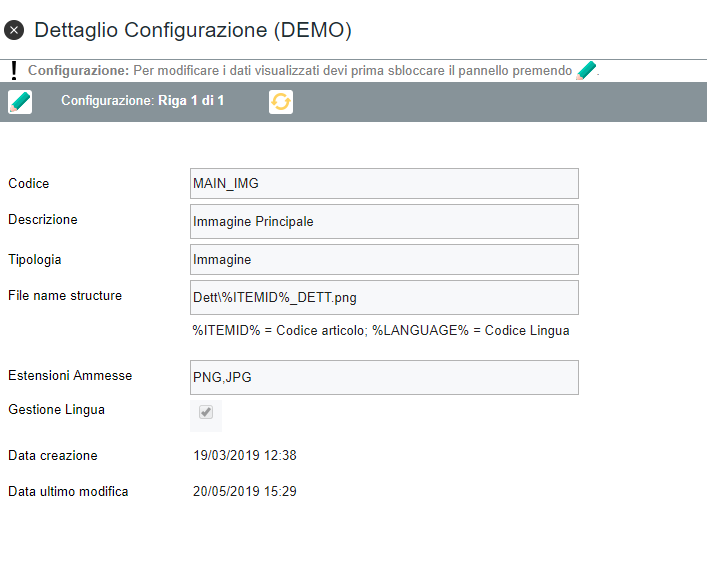 Dettaglio Configurazione (DEMO)
Configurazione: Per modificare i dati visualizzati devi prima sbloccare il pannello premendo .
Configurazione: Riga 1 di 1
Codice MAIN_IMG
Descrizione Immagine Principale
Tipologia Immagine
File name structure Dett\%ITEMID%_DETT.png
%ITEMID% = Codice articolo; %LANGUAGE% = Codice Lingua
Estensioni Ammesse PNG,JPG
Gestione Lingua
Data creazione 19/03/2019 12:38
Data ultimo modifica 20/05/2019 15:29